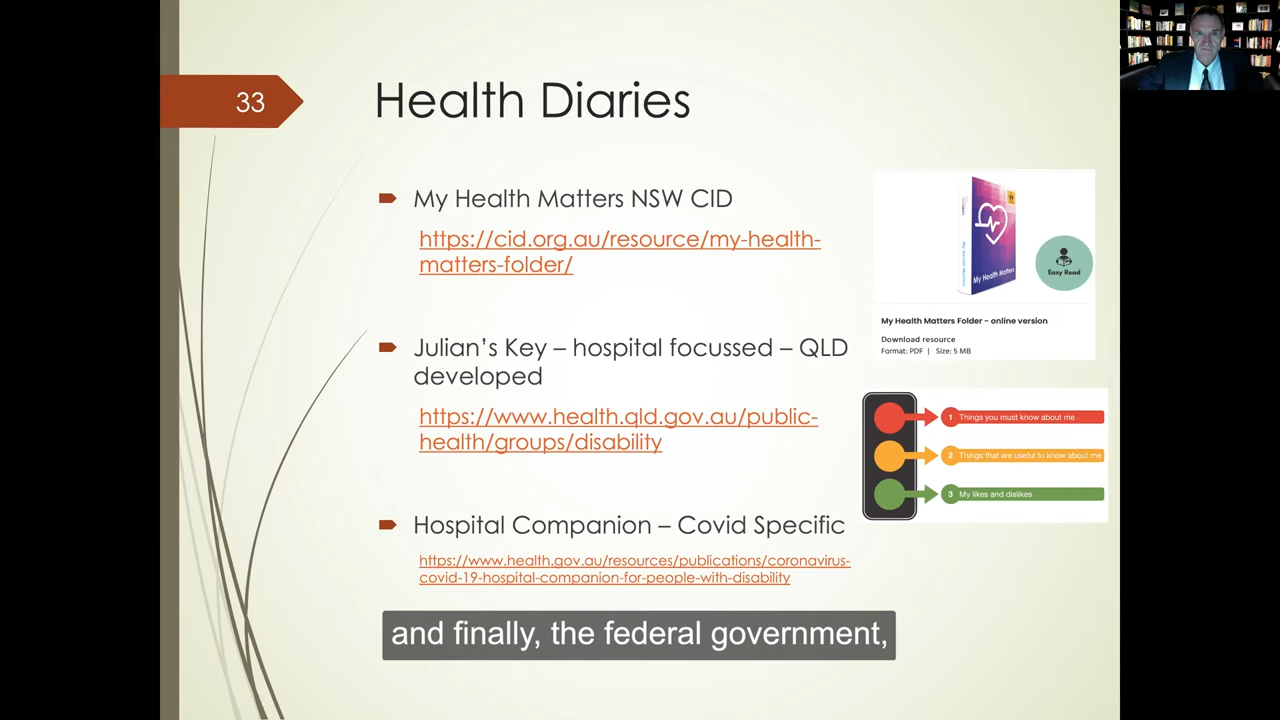 33
Health Diaries
My Health Matters NSW CID
https://cid.org.au/resource/my-health-
matters-folder/
My Health Matters
My Health Matters
Easy Read
My Health Matters Folder - online version
Download resource
Format: PDF | Size: 5 MB
Julian’s Key – hospital focussed – QLD
developed
https://www.health.qld.gov.au/public-
health/groups/disability
1 Things you must know about me
2 Things that are useful to know about me
3 My likes and dislikes
Hospital Companion – Covid Specific
https://www.health.gov.au/resources/publications/coronavirus-
covid-19-hospital-companion-for-people-with-disability
and finally, the federal government,